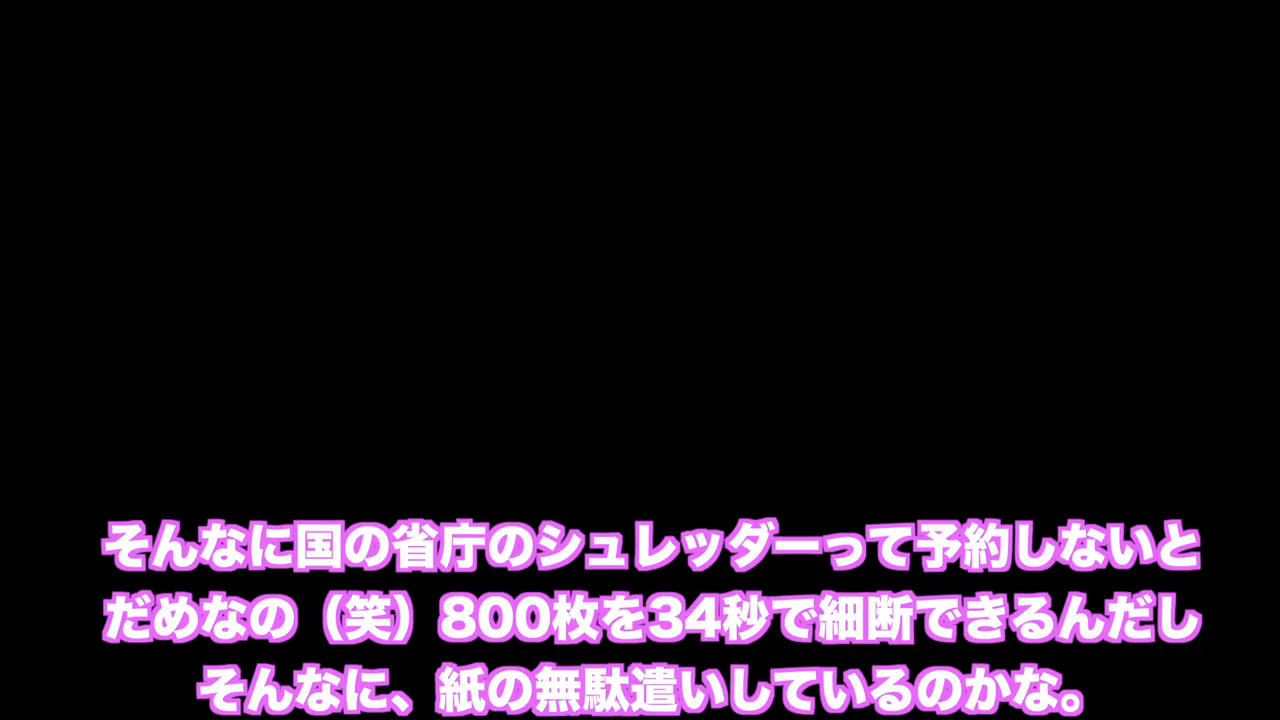 そんなに国の省庁のシュレッダーって予約しないと
だめなの（笑）800枚を34秒で細断できるんだし
そんなに、紙の無駄遣いしているのかな。